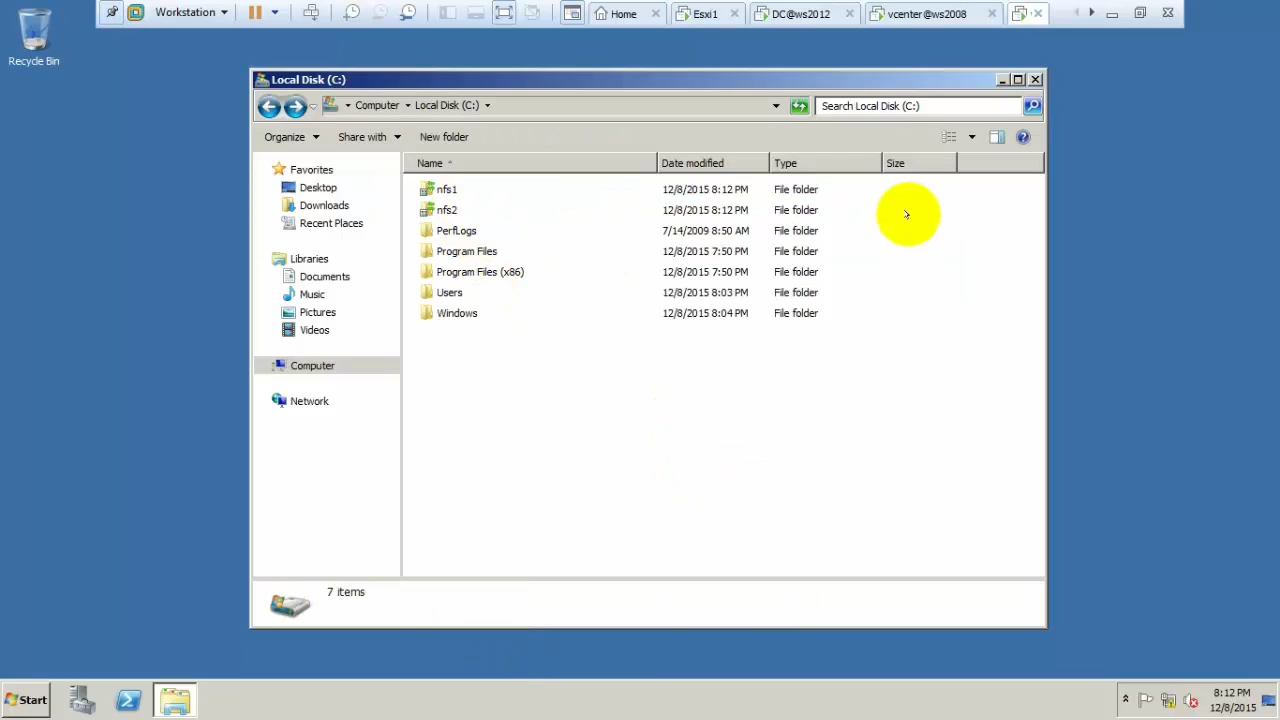 Workstation Home Esxi1 DC@ws2012 vcenter@ws2008
Recycle Bin
Local Disk (C:)
Computer Local Disk (C:) Search Local Disk (C:)
Organize Share with New folder
Name Date modified Type Size
Favorites
Desktop
Downloads
Recent Places
Libraries
Documents
Music
Pictures
Videos
Computer
Network
nfs1 12/8/2015 8:12 PM File folder
nfs2 12/8/2015 8:12 PM File folder
PerfLogs 7/14/2009 8:50 AM File folder
Program Files 12/8/2015 7:50 PM File folder
Program Files (x86) 12/8/2015 7:50 PM File folder
Users 12/8/2015 8:03 PM File folder
Windows 12/8/2015 8:04 PM File folder
7 items
Start
8:12 PM
12/8/2015